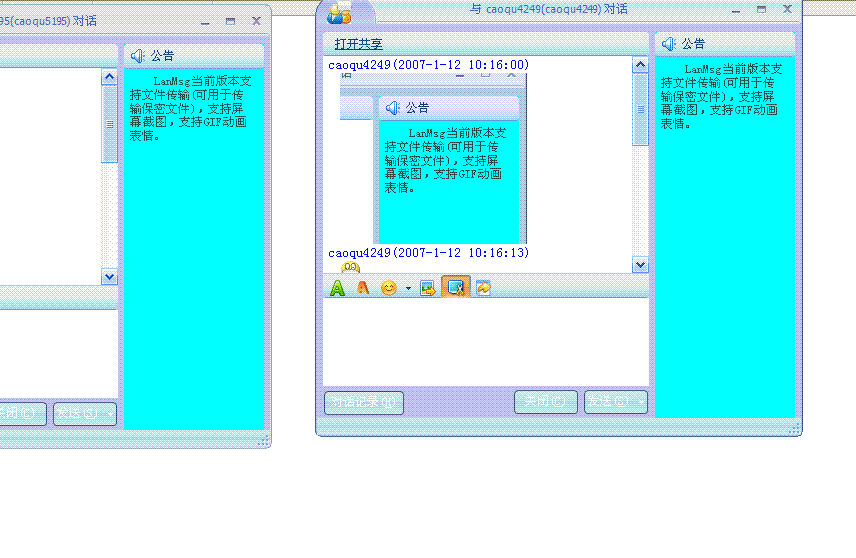 95(caoqu5195) 对话
公告
LanMsg当前版本支
持文件传输(可用于传
输保密文件)，支持屏
幕截图，支持GIF动画
表情。
关闭(C)
发送(S)
与 caoqu4249(caoqu4249) 对话
打开共享
caoqu4249(2007-1-12 10:16:00)
公告
LanMsg当前版本支
持文件传输(可用于传
输保密文件)，支持屏
幕截图，支持GIF动画
表情。
caoqu4249(2007-1-12 10:16:13)
对话记录(H)
关闭(C)
发送(S)
公告
LanMsg当前版本支
持文件传输(可用于传
输保密文件)，支持屏
幕截图，支持GIF动画
表情。